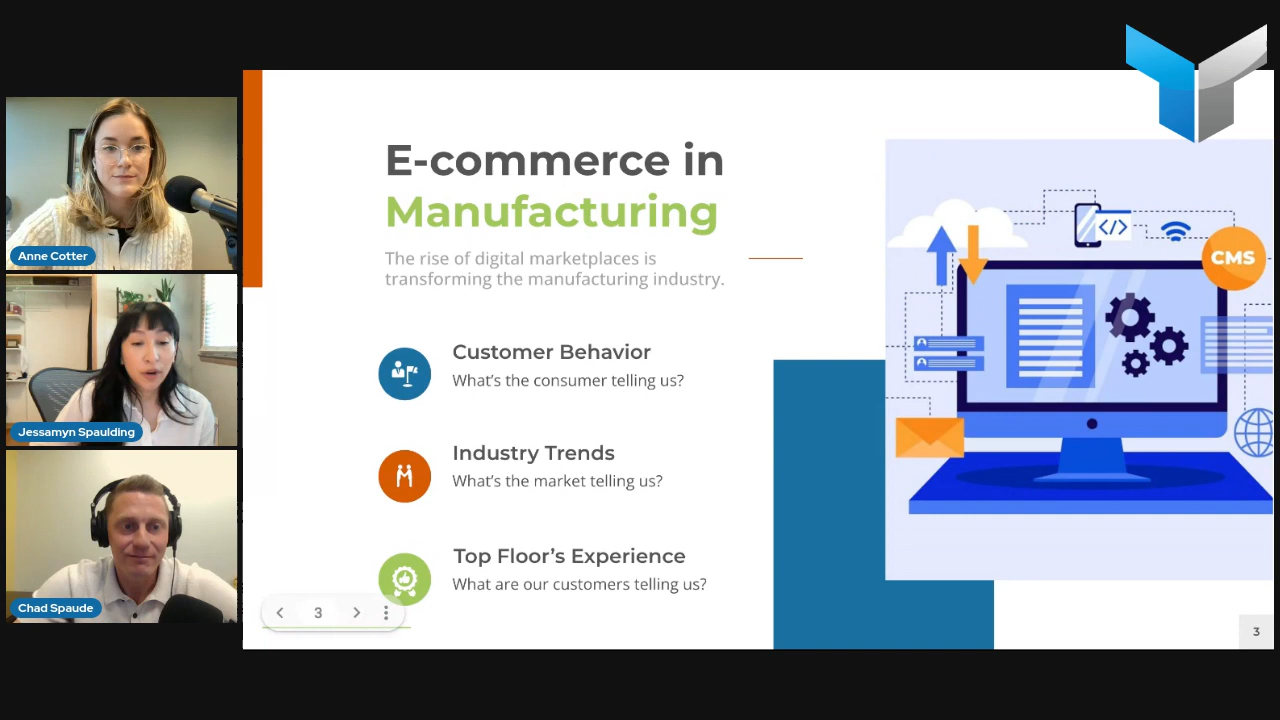 Anne Cotter
Jessamyn Spaulding
Chad Spaude
E-commerce in
Manufacturing
The rise of digital marketplaces is
transforming the manufacturing industry.
Customer Behavior
What's the consumer telling us?
Industry Trends
What's the market telling us?
Top Floor's Experience
What are our customers telling us?
3
</>
CMS
3